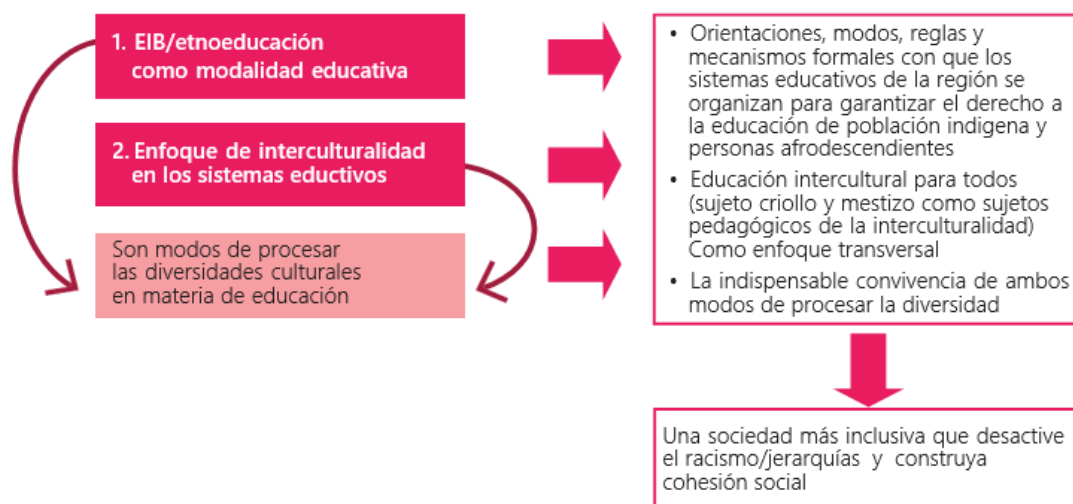 1. EIB/etnoeducación
como modalidad educativa
2. Enfoque de interculturalidad
en los sistemas eductivos
Son modos de procesar
las diversidades culturales
en materia de educación
• Orientaciones, modos, reglas y
mecanismos formales con que los
sistemas educativos de la región se
organizan para garantizar el derecho a
la educación de población indigena y
personas afrodescendientes
• Educación intercultural para todos
(sujeto criollo y mestizo como sujetos
pedagógicos de la interculturalidad)
Como enfoque transversal
• La indispensable convivencia de ambos
modos de procesar la diversidad
Una sociedad más inclusiva que desactive
el racismo/jerarquías y construya
cohesión social